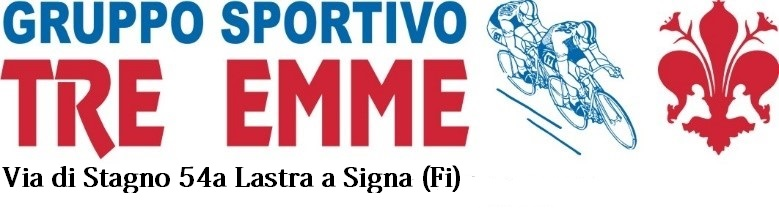 GRUPPO SPORTIVO
TRE EMME
Via di Stagno 54a Lastra a Signa (Fi)